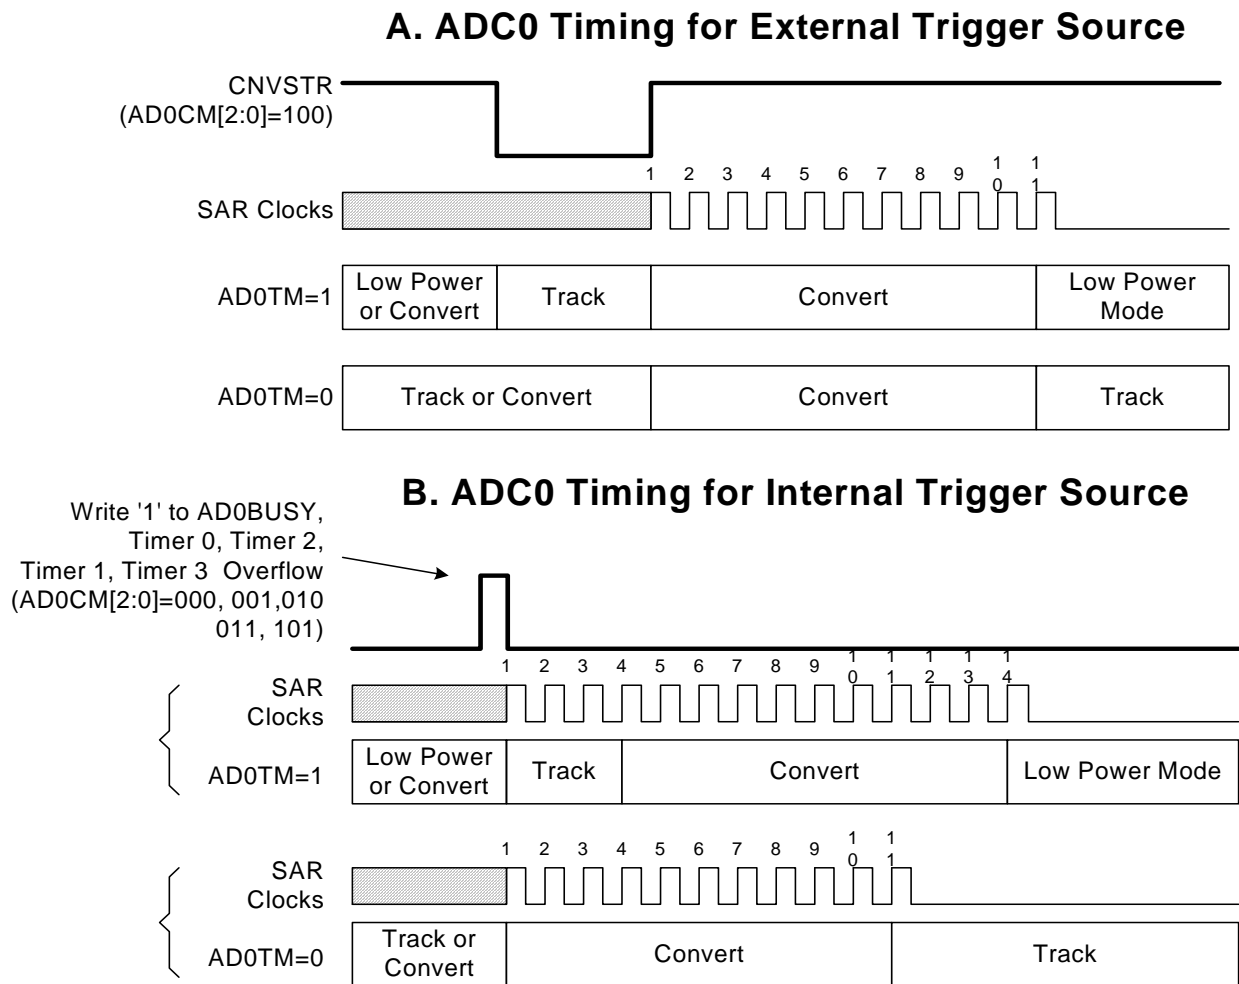 A. ADC0 Timing for External Trigger Source
CNVSTR
(AD0CM[2:0]=100)
1 2 3 4 5 6 7 8 9 10 11
SAR Clocks
AD0TM=1
Low Power
or Convert
Track
Convert
Low Power
Mode
AD0TM=0
Track or Convert
Convert
Track
B. ADC0 Timing for Internal Trigger Source
Write '1' to AD0BUSY,
Timer 0, Timer 2,
Timer 1, Timer 3 Overflow
(AD0CM[2:0]=000, 001,010
011, 101)
1 2 3 4 5 6 7 8 9 10 11 12 13 14
SAR
Clocks
AD0TM=1
Low Power
or Convert
Track
Convert
Low Power Mode
1 2 3 4 5 6 7 8 9 10 11
SAR
Clocks
AD0TM=0
Track or
Convert
Convert
Track